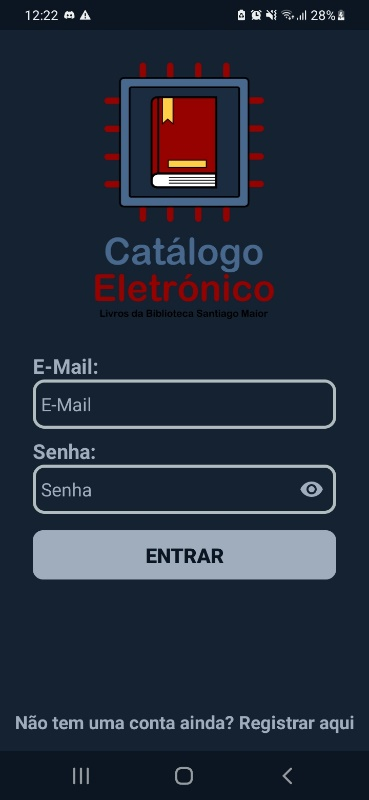 12:22
28%
Catálogo
Eletrónico
Livros da Biblioteca Santiago Maior
E-Mail:
E-Mail
Senha:
Senha
ENTRAR
Não tem uma conta ainda? Registrar aqui